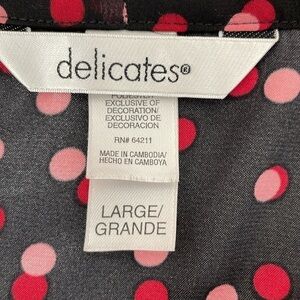 delicates®
POLYESTER
EXCLUSIVE OF
DECORATION/
EXCLUSIVO DE
DECORACION
RN# 64211
MADE IN CAMBODIA/
HECHO EN CAMBOYA
LARGE/
GRANDE